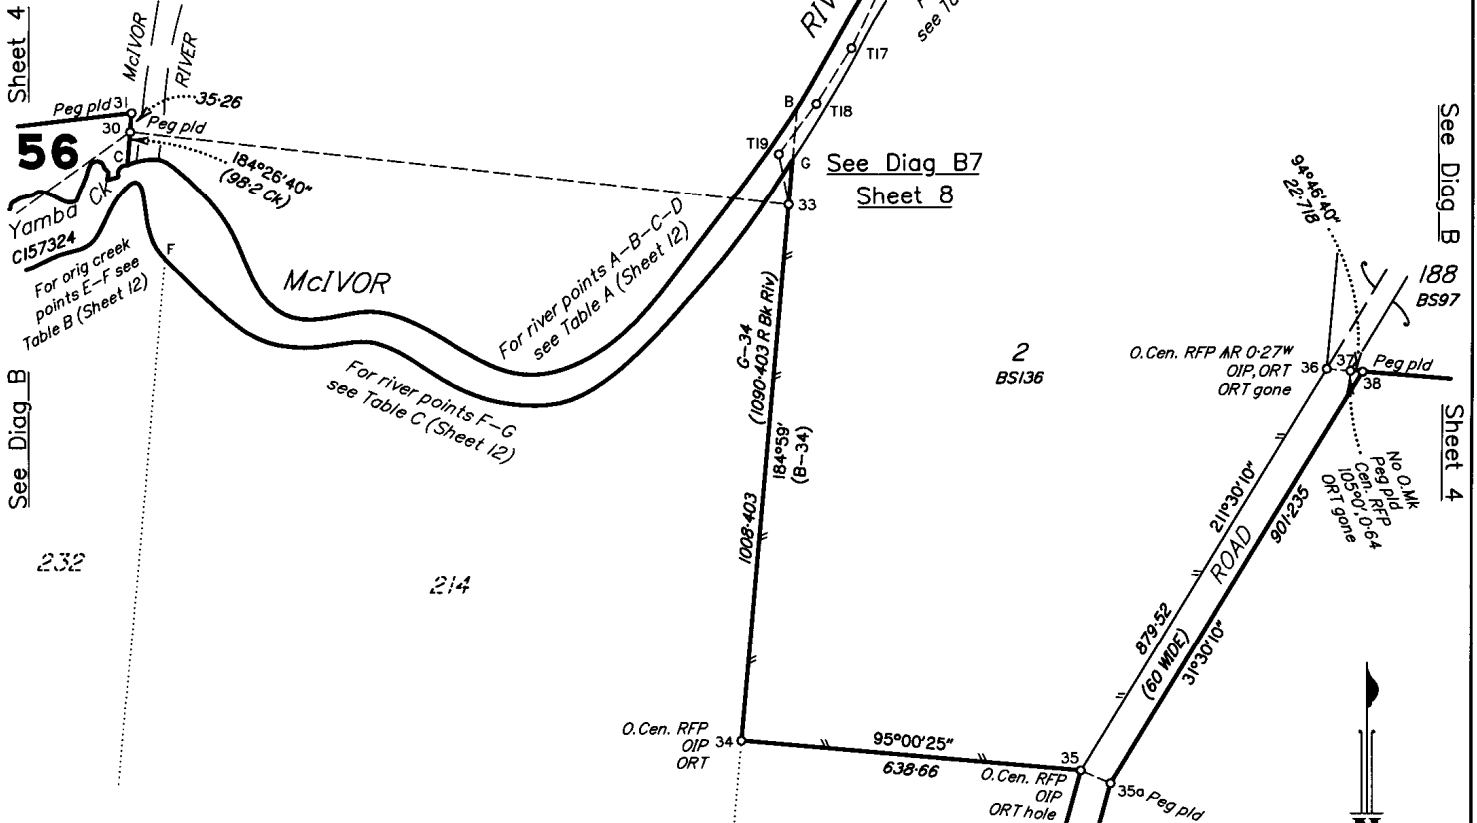 Sheet 4
McIVOR
RIVER
Peg pld 31
35·26
30
Peg pld
56
C
184°26'40"
(98·2 Ck)
Yamba CK
C157324
For orig creek
points E-F see
Table B (Sheet 12)
F
McIVOR
See Diag B
For river points A-B-C-D
see Table A (Sheet 12)
For river points F-G
see Table C (Sheet 12)
232
214
T17
B
T18
T19
G
See Diag B7
Sheet 8
33
G-34
(1090·403 R Bk Riv)
184°59'
(B-34)
1008·403
2
BS136
See Diag B
94°46'40"
22·718
188
BS97
O.Cen. RFP AR 0·27W
OIP, ORT
ORT gone
36
37
38
Peg pld
Sheet 4
No O.Mk
Peg pld
Cen. RFP
105°0', 0·64
ORT gone
211°30'10"
901·235
ROAD
879·52
(60 WIDE)
31°30'10"
O.Cen. RFP
OIP
ORT
34
95°00'25"
638·66
35
O.Cen. RFP
OIP
ORT hole
35a Peg pld